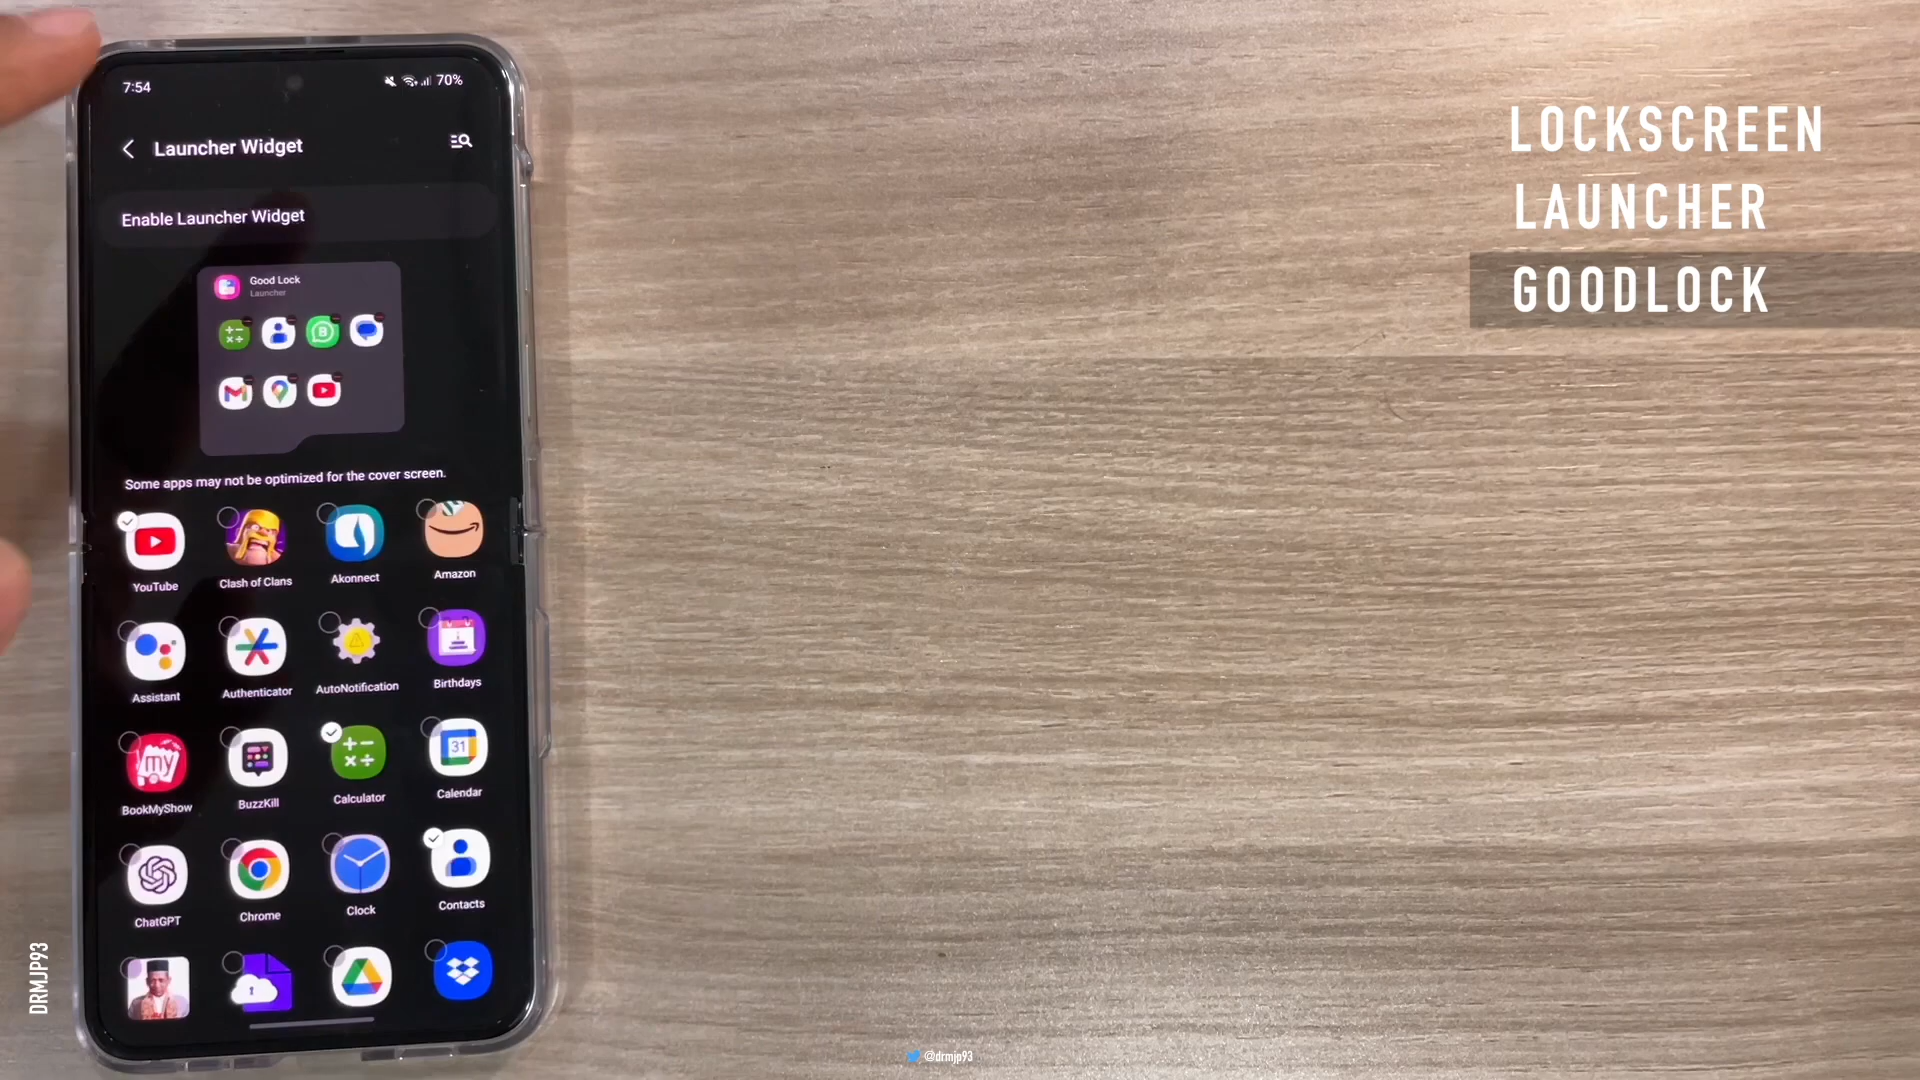 7:54
70%
Launcher Widget
Enable Launcher Widget
Good Lock
Launcher
Some apps may not be optimized for the cover screen.
YouTube
Clash of Clans
Akonnect
Amazon
Assistant
Authenticator
AutoNotification
Birthdays
my
31
BookMyShow
BuzzKill
Calculator
Calendar
ChatGPT
Chrome
Clock
Contacts
LOCKSCREEN
LAUNCHER
GOODLOCK
DRMJP93
@drmjp93